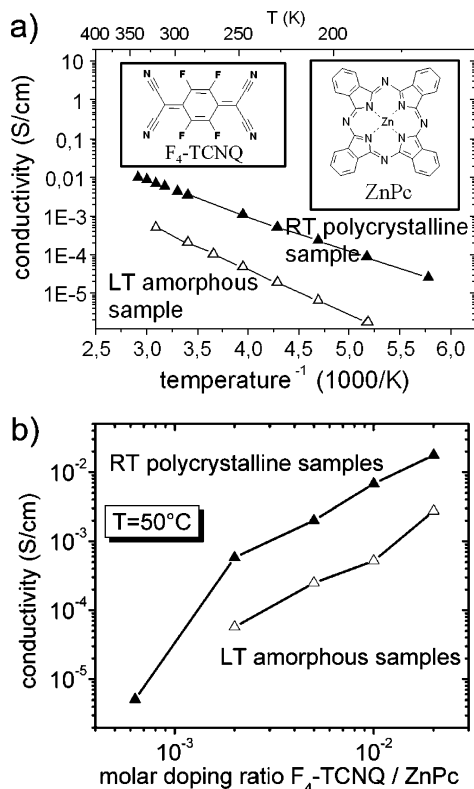 a)
T (K)
400 350 300 250 200
10
1
0,1
0,01
1E-3
1E-4
1E-5
conductivity (S/cm)
N N
F F
F F
N N
F₄-TCNQ
N
N N
N Zn N
N N
N
ZnPc
RT polycrystalline
sample
LT amorphous
sample
2,5 3,0 3,5 4,0 4,5 5,0 5,5 6,0
temperature⁻¹ (1000/K)
b)
10⁻²
10⁻³
10⁻⁴
10⁻⁵
conductivity (S/cm)
RT polycrystalline samples
T=50°C
LT amorphous samples
10⁻³ 10⁻²
molar doping ratio F₄-TCNQ / ZnPc